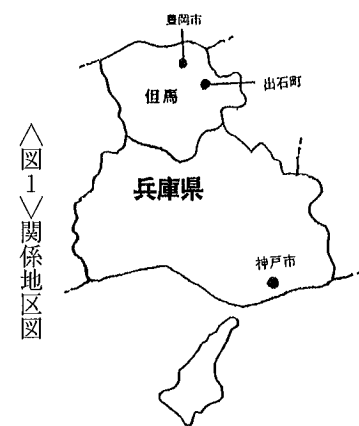 豊岡市
但馬
出石町
兵庫県
神戸市
〈図1〉関係地区図